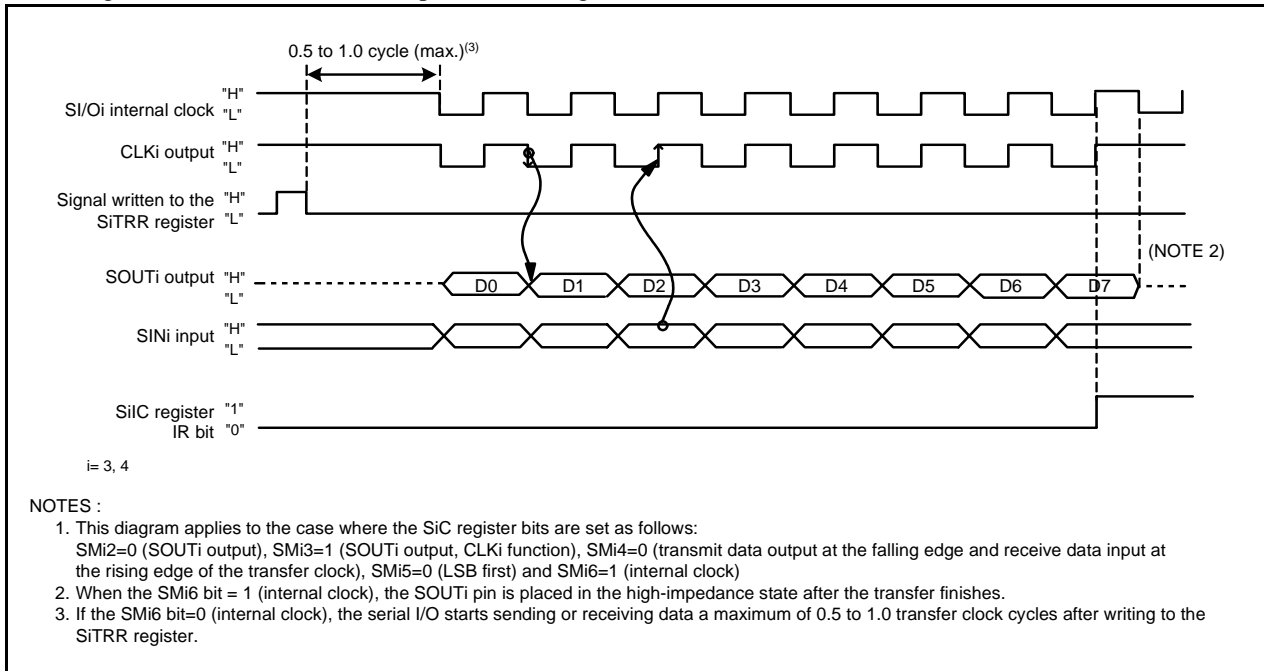 0.5 to 1.0 cycle (max.)(3)
SI/Oi internal clock "H" "L"
CLKi output "H" "L"
Signal written to the SiTRR register "H" "L"
SOUTi output "H" "L"
D0 D1 D2 D3 D4 D5 D6 D7
(NOTE 2)
SINi input "H" "L"
SiIC register IR bit "1" "0"
i= 3, 4
NOTES :
1. This diagram applies to the case where the SiC register bits are set as follows:
SMi2=0 (SOUTi output), SMi3=1 (SOUTi output, CLKi function), SMi4=0 (transmit data output at the falling edge and receive data input at
the rising edge of the transfer clock), SMi5=0 (LSB first) and SMi6=1 (internal clock)
2. When the SMi6 bit = 1 (internal clock), the SOUTi pin is placed in the high-impedance state after the transfer finishes.
3. If the SMi6 bit=0 (internal clock), the serial I/O starts sending or receiving data a maximum of 0.5 to 1.0 transfer clock cycles after writing to the
SiTRR register.